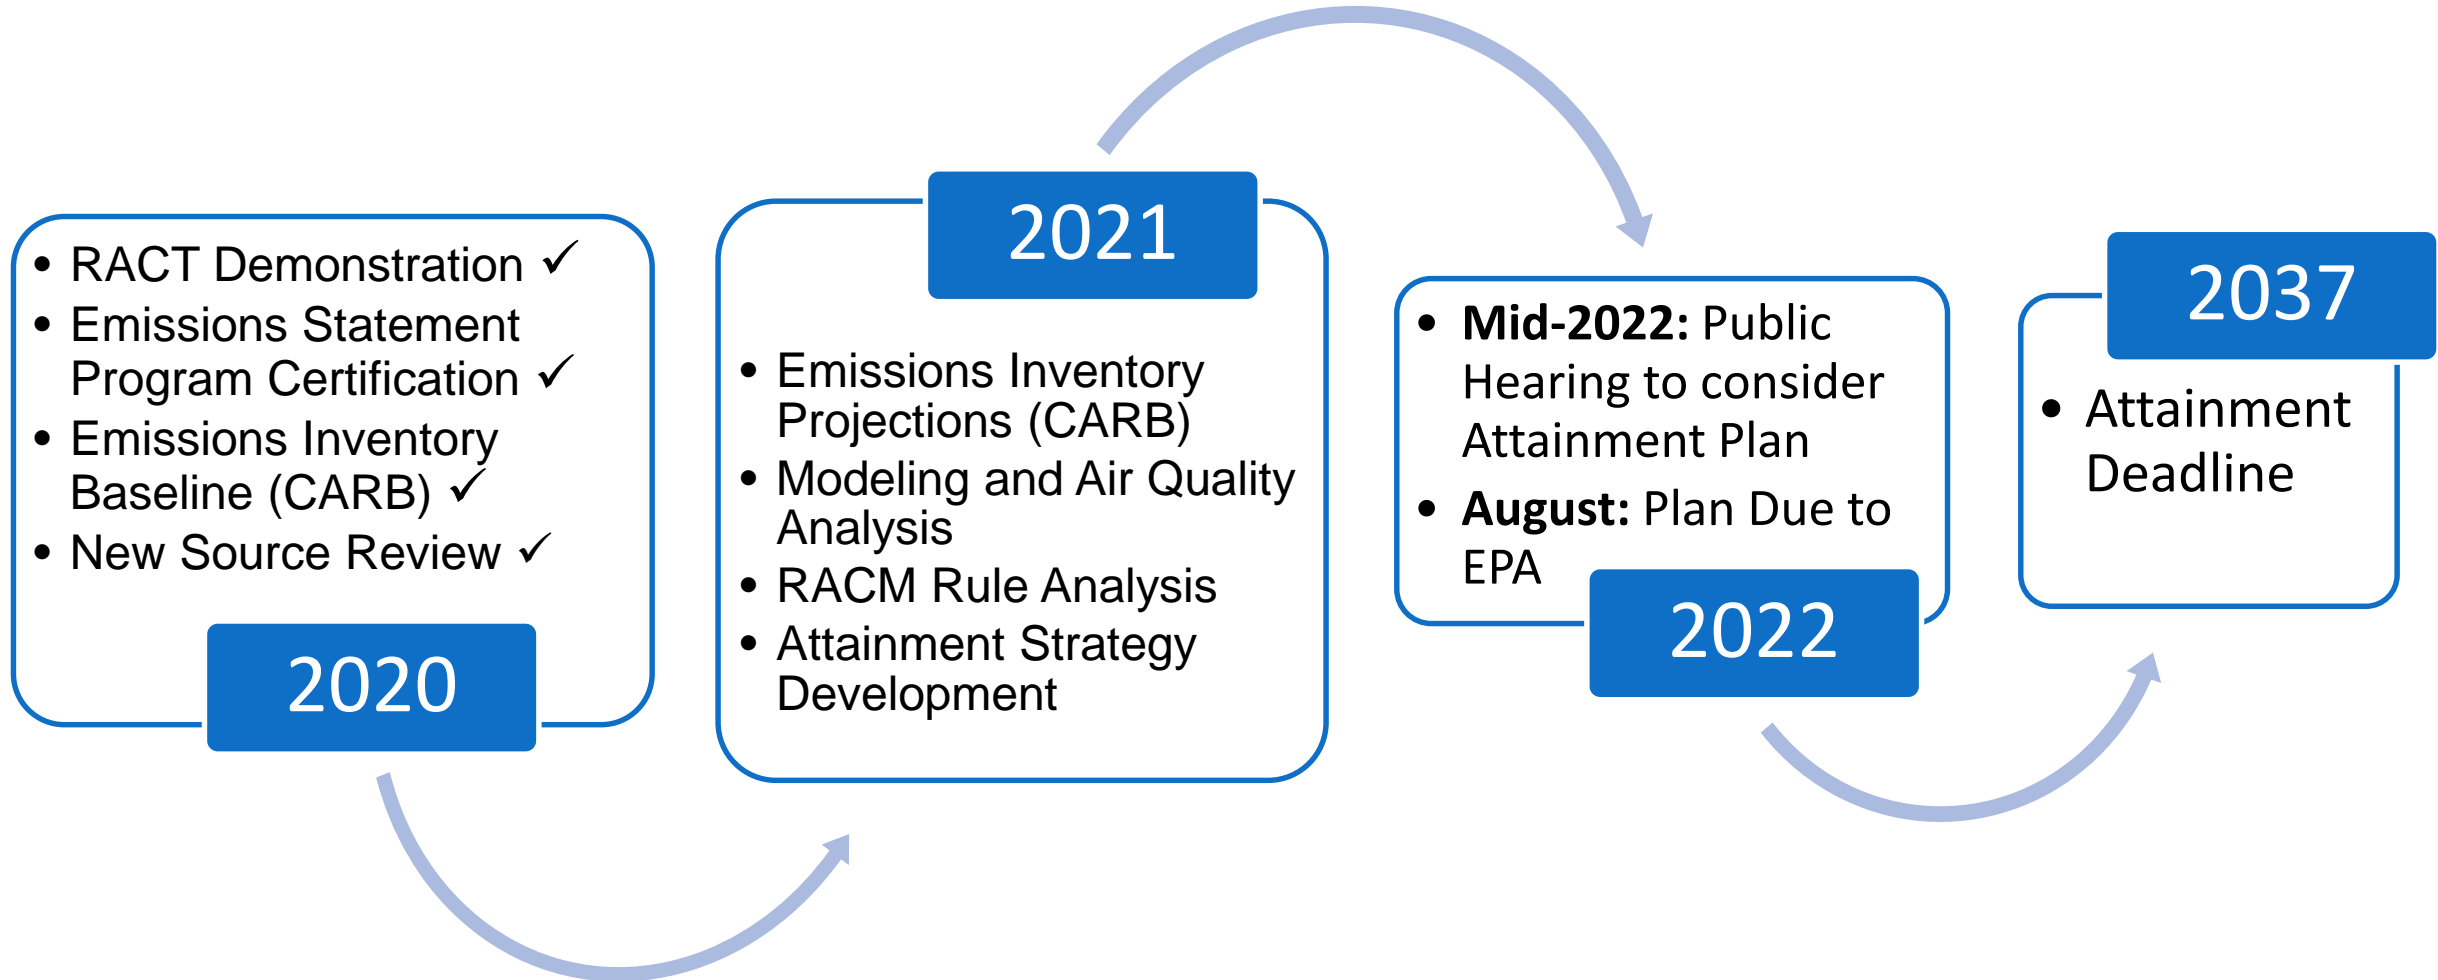 • RACT Demonstration ✓
• Emissions Statement
Program Certification ✓
• Emissions Inventory
Baseline (CARB) ✓
• New Source Review ✓
2020
2021
• Emissions Inventory
Projections (CARB)
• Modeling and Air Quality
Analysis
• RACM Rule Analysis
• Attainment Strategy
Development
• Mid-2022: Public
Hearing to consider
Attainment Plan
• August: Plan Due to
EPA
2022
2037
• Attainment
Deadline